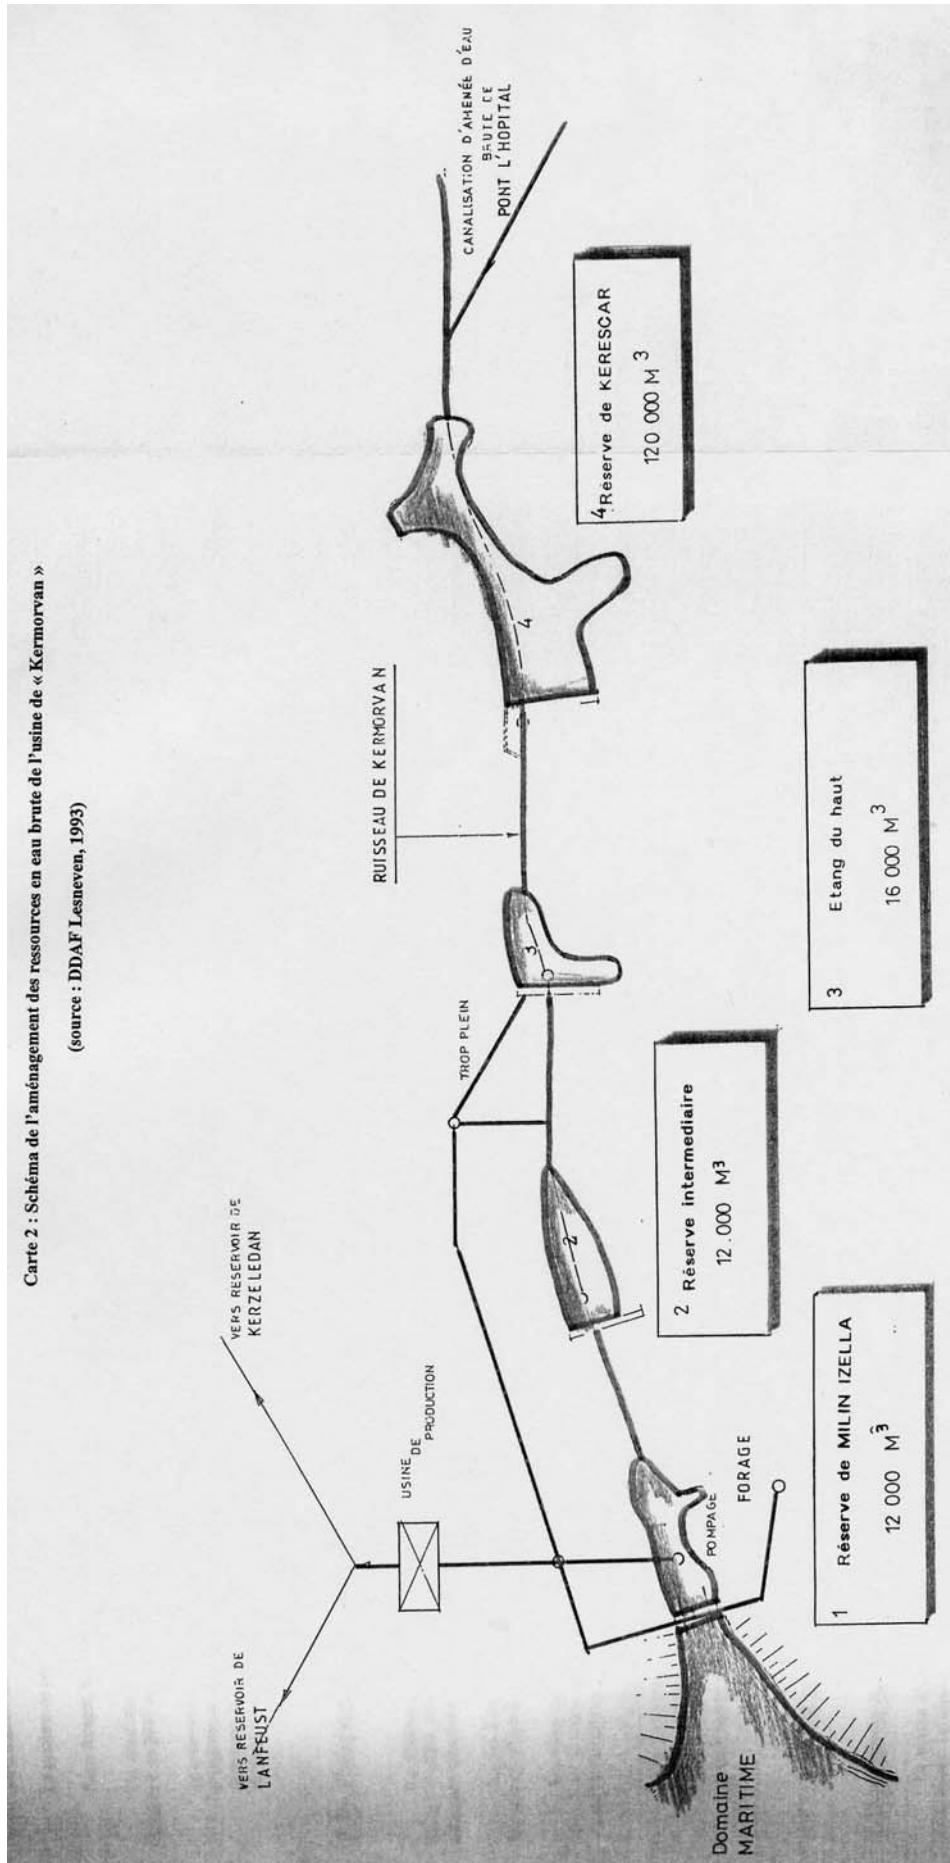 Carte 2 : Schéma de l'aménagement des ressources en eau brute de l'usine de « Kermorvan »
(source : DDAF Lesneven, 1993)
VERS RESERVOIR DE
LANFEUST
VERS RESERVOIR DE
KERZELEDAN
USINE
DE
PRODUCTION
TROP PLEIN
RUISSEAU DE KERMORVAN
CANALISATION D'AMENÉE D'EAU
BRUTE DE
PONT L'HOPITAL
2
3
4
POMPAGE
FORAGE
Domaine
MARITIME
1 Réserve de MILIN IZELLA
12 000 M3
2 Réserve intermediaire
12.000 M3
3 Etang du haut
16 000 M3
4 Réserve de KERESCAR
120 000 M3